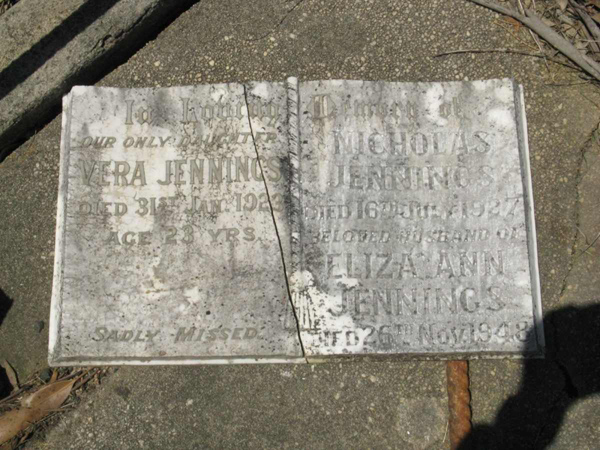 In Loving Memory of
OUR ONLY DAUGHTER
VERA JENNINGS
DIED 31ST JAN. 192
AGE 23 YRS.
SADLY MISSED
NICHOLAS
JENNINGS
DIED 16TH JULY 1927
BELOVED HUSBAND OF
ELIZA ANN
JENNINGS
DIED 26TH NOV. 1948